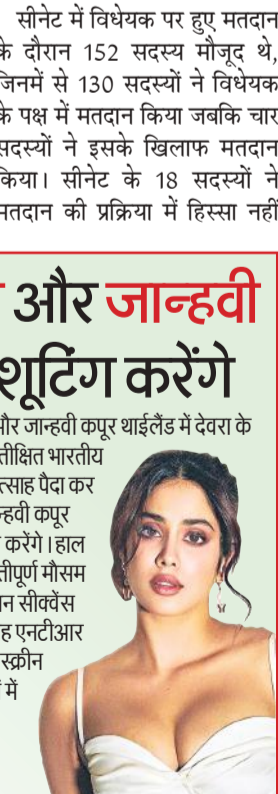 सीनेट में विधेयक पर हुए मतदान
के दौरान 152 सदस्य मौजूद थे,
जिनमें से 130 सदस्यों ने विधेयक
के पक्ष में मतदान किया जबकि चार
सदस्यों ने इसके खिलाफ मतदान
किया। सीनेट के 18 सदस्यों ने
मतदान की प्रक्रिया में हिस्सा नहीं
और जान्हवी
शूटिंग करेंगे
और जान्हवी कपूर थाईलैंड में देवरा के
भारतीय
पैदा कर
कपूर
करेंगे। हाल
मौसम
सीक्वेंस
एनटीआर
स्क्रीन
में